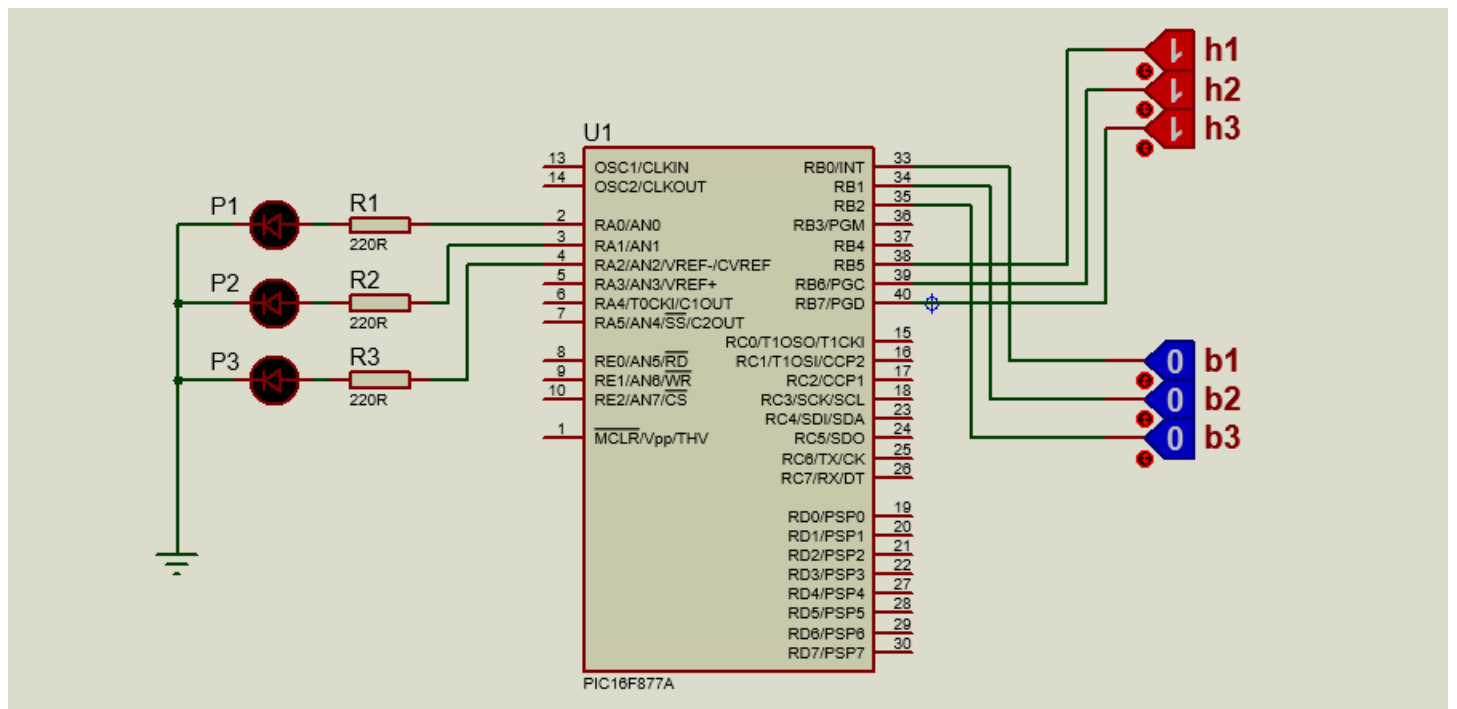 h1
h2
h3
U1
13 OSC1/CLKIN
14 OSC2/CLKOUT
2 RA0/AN0
3 RA1/AN1
4 RA2/AN2/VREF-/CVREF
5 RA3/AN3/VREF+
6 RA4/T0CKI/C1OUT
7 RA5/AN4/SS/C2OUT
8 RE0/AN5/RD
9 RE1/AN6/WR
10 RE2/AN7/CS
1 MCLR/Vpp/THV
RB0/INT 33
RB1 34
RB2 35
RB3/PGM 36
RB4 37
RB5 38
RB6/PGC 39
RB7/PGD 40
RC0/T1OSO/T1CKI 15
RC1/T1OSI/CCP2 16
RC2/CCP1 17
RC3/SCK/SCL 18
RC4/SDI/SDA 23
RC5/SDO 24
RC6/TX/CK 25
RC7/RX/DT 26
RD0/PSP0 19
RD1/PSP1 20
RD2/PSP2 21
RD3/PSP3 22
RD4/PSP4 27
RD5/PSP5 28
RD6/PSP6 29
RD7/PSP7 30
PIC16F877A
P1 R1
220R
P2 R2
220R
P3 R3
220R
1
1
1
0 b1
0 b2
0 b3